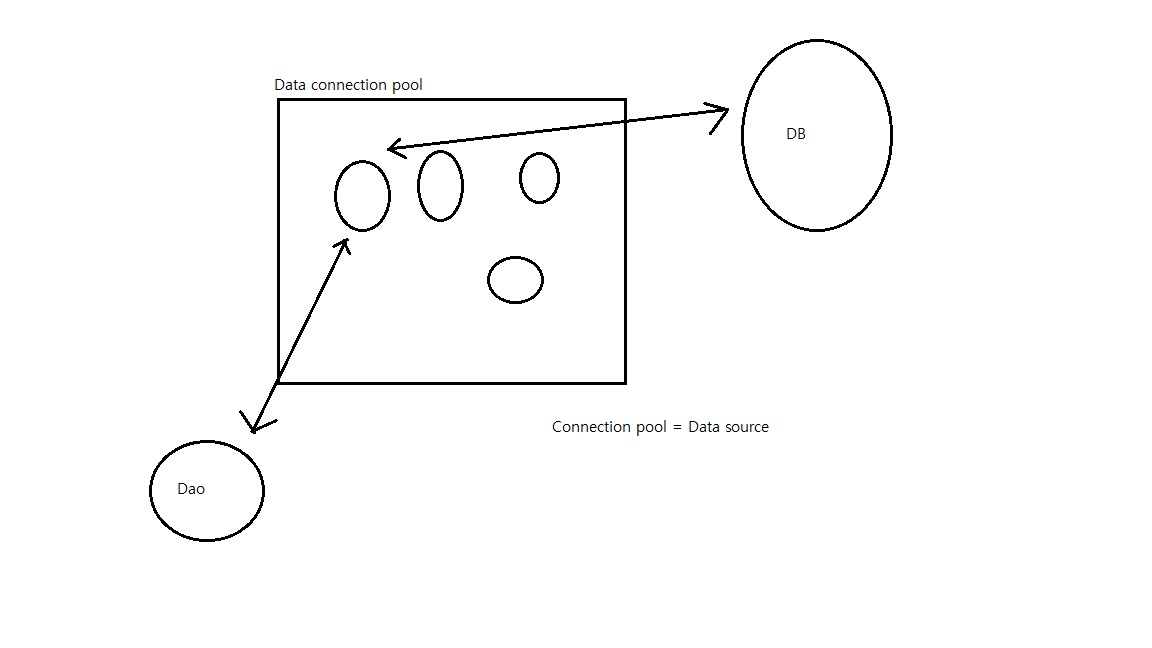 Data connection pool
DB
Connection pool = Data source
Dao